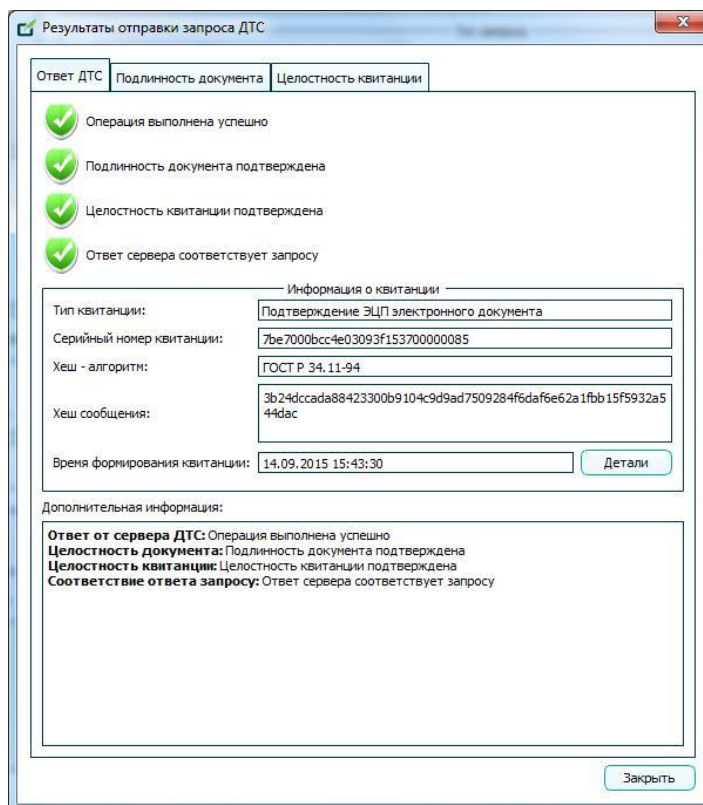 Результаты отправки запроса ДТС
Ответ ДТС
Подлинность документа
Целостность квитанции
Операция выполнена успешно
Подлинность документа подтверждена
Целостность квитанции подтверждена
Ответ сервера соответствует запросу
Информация о квитанции
Тип квитанции:
Подтверждение ЭЦП электронного документа
Серийный номер квитанции:
7be7000bcc4e03093f153700000085
Хеш - алгоритм:
ГОСТ Р 34.11-94
Хеш сообщения:
3b24dccada88423300b9104c9d9ad7509284f6daf6e62a1fbb15f5932a5
44dac
Время формирования квитанции:
14.09.2015 15:43:30
Детали
Дополнительная информация:
Ответ от сервера ДТС: Операция выполнена успешно
Целостность документа: Подлинность документа подтверждена
Целостность квитанции: Целостность квитанции подтверждена
Соответствие ответа запросу: Ответ сервера соответствует запросу
Закрыть